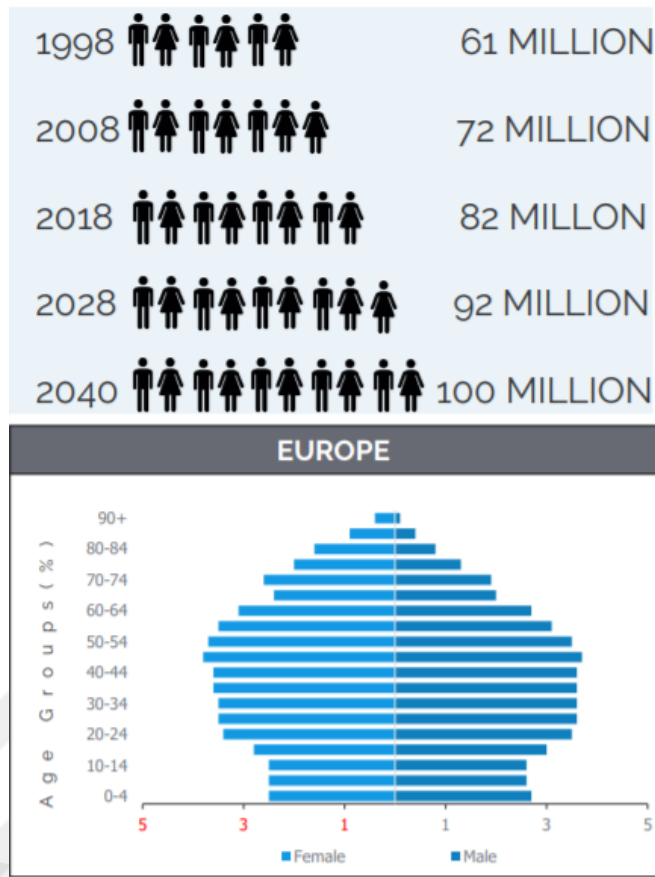 1998 61 MILLION
2008 72 MILLION
2018 82 MILLON
2028 92 MILLION
2040 100 MILLION
EUROPE
Age Groups(%)
90+
80-84
70-74
60-64
50-54
40-44
30-34
20-24
10-14
0-4
5 3 1 1 3 5
Female Male